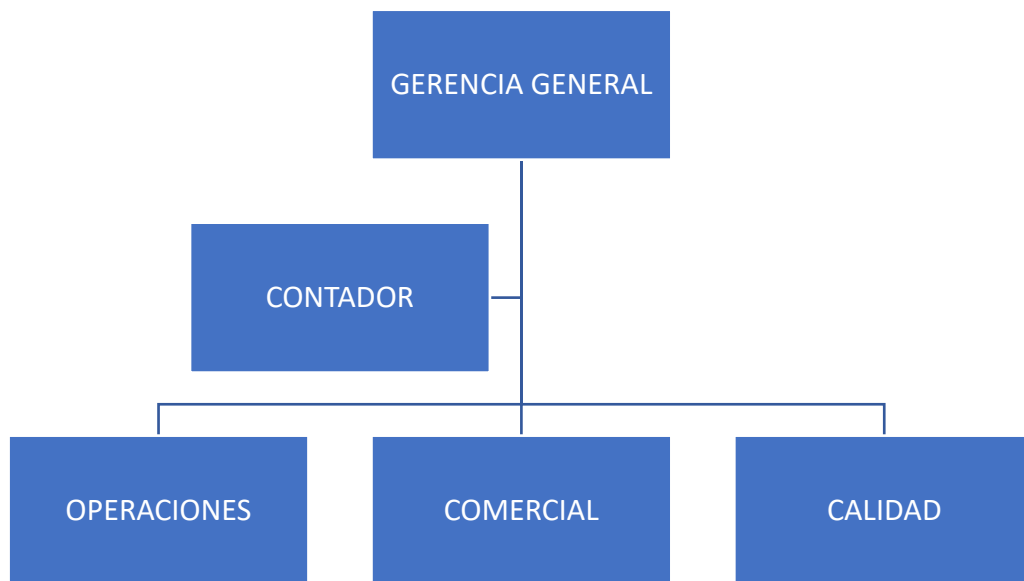 GERENCIA GENERAL
CONTADOR
OPERACIONES
COMERCIAL
CALIDAD